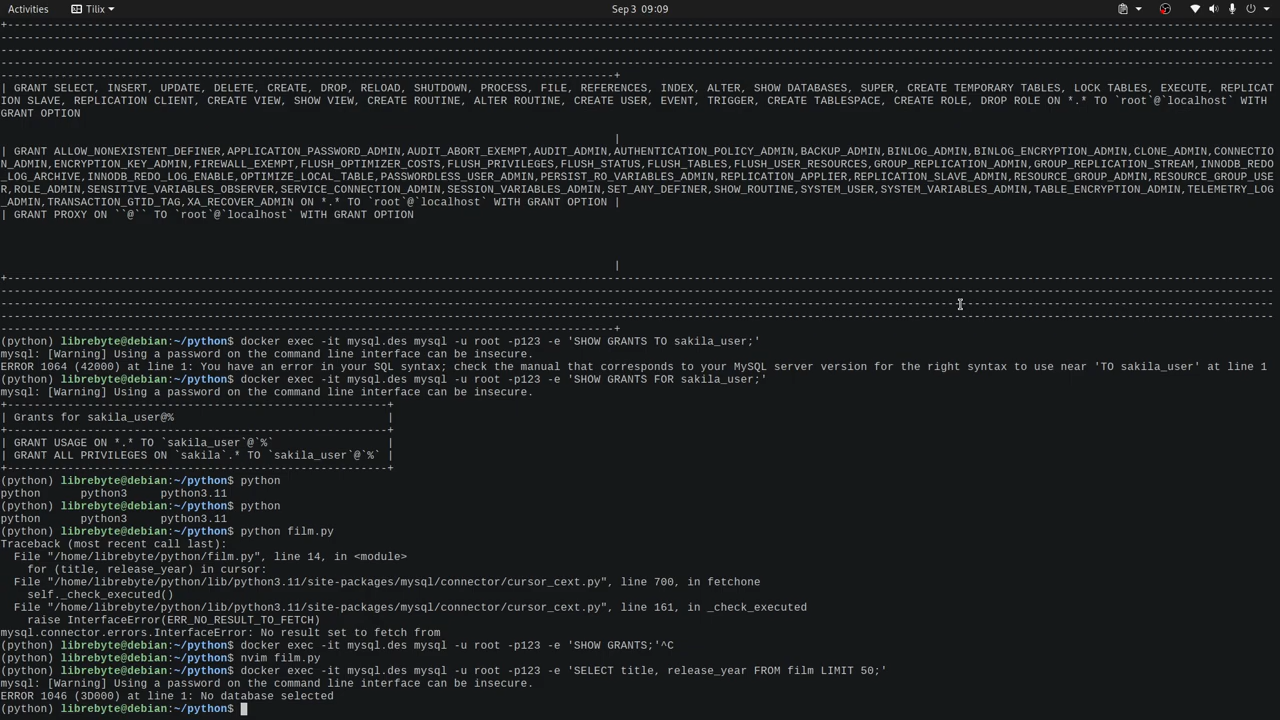 Activities Tilix Sep 3 09:09
+-----------------------------------------------------------------------------------------------------------------------------------------------------------------------------------------------
------------------------------------------------------------------------------------------------------------------------------------------------------------------------------------------------
------------------------------------------------------------------------------------------------------------------------------------------------------------------------------------------------
------------------------------------------------------------------------------------------------------------------------------------------------------------------------------------------------
--------------------------------------------------------------------------------------------+
| GRANT SELECT, INSERT, UPDATE, DELETE, CREATE, DROP, RELOAD, SHUTDOWN, PROCESS, FILE, REFERENCES, INDEX, ALTER, SHOW DATABASES, SUPER, CREATE TEMPORARY TABLES, LOCK TABLES, EXECUTE, REPLICAT
ION SLAVE, REPLICATION CLIENT, CREATE VIEW, SHOW VIEW, CREATE ROUTINE, ALTER ROUTINE, CREATE USER, EVENT, TRIGGER, CREATE TABLESPACE, CREATE ROLE, DROP ROLE ON *.* TO `root`@`localhost` WITH
GRANT OPTION
|
| GRANT ALLOW_NONEXISTENT_DEFINER,APPLICATION_PASSWORD_ADMIN,AUDIT_ABORT_EXEMPT,AUDIT_ADMIN,AUTHENTICATION_POLICY_ADMIN,BACKUP_ADMIN,BINLOG_ADMIN,BINLOG_ENCRYPTION_ADMIN,CLONE_ADMIN,CONNECTIO
N_ADMIN,ENCRYPTION_KEY_ADMIN,FIREWALL_EXEMPT,FLUSH_OPTIMIZER_COSTS,FLUSH_PRIVILEGES,FLUSH_STATUS,FLUSH_TABLES,FLUSH_USER_RESOURCES,GROUP_REPLICATION_ADMIN,GROUP_REPLICATION_STREAM,INNODB_REDO
_LOG_ARCHIVE,INNODB_REDO_LOG_ENABLE,OPTIMIZE_LOCAL_TABLE,PASSWORDLESS_USER_ADMIN,PERSIST_RO_VARIABLES_ADMIN,REPLICATION_APPLIER,REPLICATION_SLAVE_ADMIN,RESOURCE_GROUP_ADMIN,RESOURCE_GROUP_USE
R,ROLE_ADMIN,SENSITIVE_VARIABLES_OBSERVER,SERVICE_CONNECTION_ADMIN,SESSION_VARIABLES_ADMIN,SET_ANY_DEFINER,SHOW_ROUTINE,SYSTEM_USER,SYSTEM_VARIABLES_ADMIN,TABLE_ENCRYPTION_ADMIN,TELEMETRY_LOG
_ADMIN,TRANSACTION_GTID_TAG,XA_RECOVER_ADMIN ON *.* TO `root`@`localhost` WITH GRANT OPTION |
| GRANT PROXY ON ``@`` TO `root`@`localhost` WITH GRANT OPTION
|
+-----------------------------------------------------------------------------------------------------------------------------------------------------------------------------------------------
------------------------------------------------------------------------------------------------------------------------------------------------------------------------------------------------
------------------------------------------------------------------------------------------------------------------------------------------------------------------------------------------------
------------------------------------------------------------------------------------------------------------------------------------------------------------------------------------------------
--------------------------------------------------------------------------------------------+
(python) librebyte@debian:~/python$ docker exec -it mysql.des mysql -u root -p123 -e 'SHOW GRANTS TO sakila_user;'
mysql: [Warning] Using a password on the command line interface can be insecure.
ERROR 1064 (42000) at line 1: You have an error in your SQL syntax; check the manual that corresponds to your MySQL server version for the right syntax to use near 'TO sakila_user' at line 1
(python) librebyte@debian:~/python$ docker exec -it mysql.des mysql -u root -p123 -e 'SHOW GRANTS FOR sakila_user;'
mysql: [Warning] Using a password on the command line interface can be insecure.
+---------------------------------------------------------+
| Grants for sakila_user@% |
+---------------------------------------------------------+
| GRANT USAGE ON *.* TO `sakila_user`@`%` |
| GRANT ALL PRIVILEGES ON `sakila`.* TO `sakila_user`@`%` |
+---------------------------------------------------------+
(python) librebyte@debian:~/python$ python
python python3 python3.11
(python) librebyte@debian:~/python$ python
python python3 python3.11
(python) librebyte@debian:~/python$ python film.py
Traceback (most recent call last):
File "/home/librebyte/python/film.py", line 14, in <module>
for (title, release_year) in cursor:
File "/home/librebyte/python/lib/python3.11/site-packages/mysql/connector/cursor_cext.py", line 700, in fetchone
self._check_executed()
File "/home/librebyte/python/lib/python3.11/site-packages/mysql/connector/cursor_cext.py", line 161, in _check_executed
raise InterfaceError(ERR_NO_RESULT_TO_FETCH)
mysql.connector.errors.InterfaceError: No result set to fetch from
(python) librebyte@debian:~/python$ docker exec -it mysql.des mysql -u root -p123 -e 'SHOW GRANTS;'^C
(python) librebyte@debian:~/python$ nvim film.py
(python) librebyte@debian:~/python$ docker exec -it mysql.des mysql -u root -p123 -e 'SELECT title, release_year FROM film LIMIT 50;'
mysql: [Warning] Using a password on the command line interface can be insecure.
ERROR 1046 (3D000) at line 1: No database selected
(python) librebyte@debian:~/python$